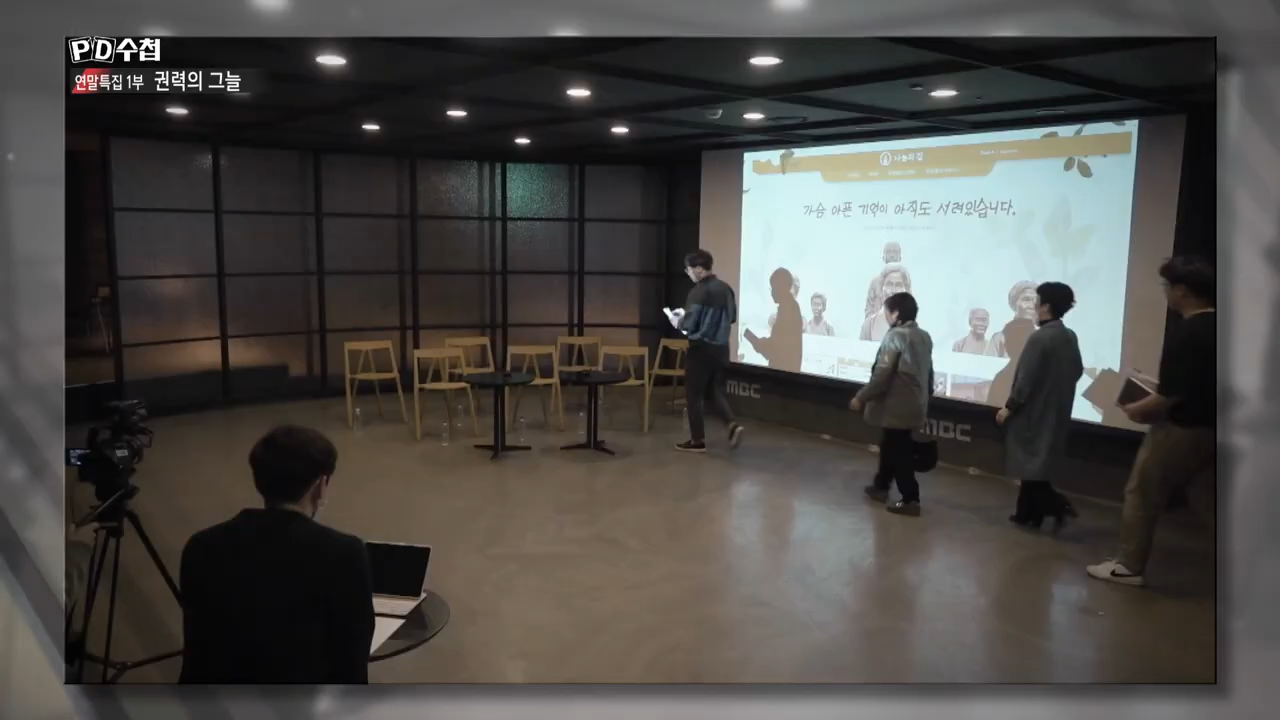 PD수첩
연말특집 1부 권력의 그늘
나눔의 집
가슴 아픈 기억이 아직도 서려있습니다.
MBC
MBC